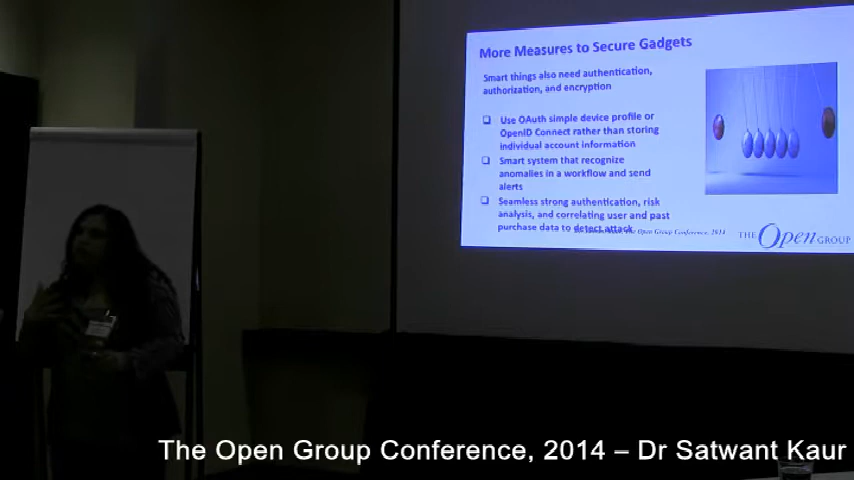 More Measures to Secure Gadgets
Smart things also need authentication,
authorization, and encryption
Use OAuth simple device profile or
OpenID Connect rather than storing
individual account information
Smart system that recognize
anomalies in a workflow and send
alerts
Seamless strong authentication, risk
analysis, and correlating user and past
purchase data to detect attack
The Open Group Conference, 2014
THE Open GROUP
The Open Group Conference, 2014 – Dr Satwant Kaur